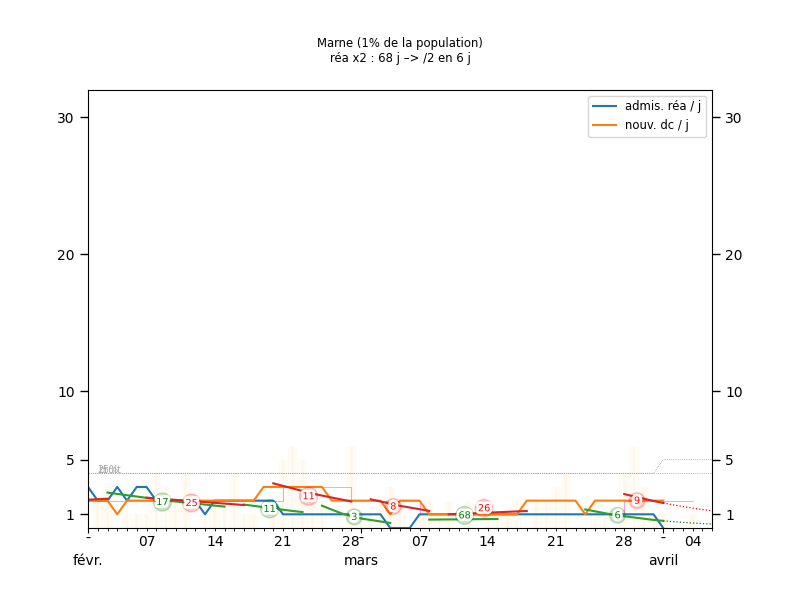 Marne (1% de la population)
réa x2 : 68 j –> /2 en 6 j
admis. réa / j
nouv. dc / j
30 30
20 20
10 10
5 5
1 1
17 25 11 11 3 8 68 26 6 9
- 07 14 21 28 - 07 14 21 28 - 04
févr. mars avril